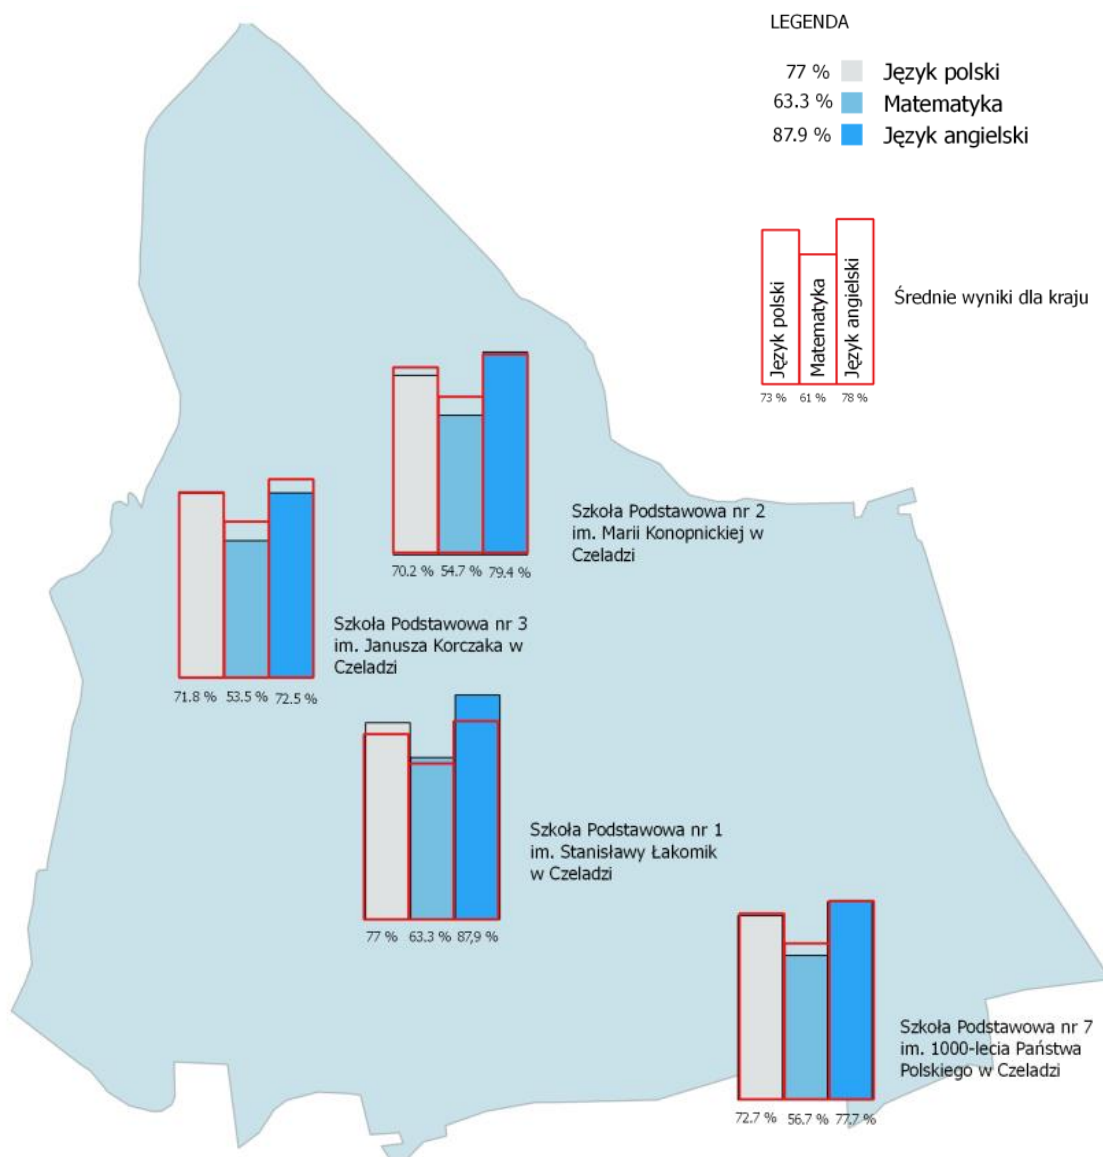 LEGENDA
77 % Język polski
63.3 % Matematyka
87.9 % Język angielski
Język polski
Matematyka
Język angielski
Średnie wyniki dla kraju
73 % 61 % 78 %
Szkoła Podstawowa nr 2
im. Marii Konopnickiej w
Czeladzi
70.2 % 54.7 % 79.4 %
Szkoła Podstawowa nr 3
im. Janusza Korczaka w
Czeladzi
71.8 % 53.5 % 72.5 %
Szkoła Podstawowa nr 1
im. Stanisławy Łakomik
w Czeladzi
77 % 63.3 % 87,9 %
Szkoła Podstawowa nr 7
im. 1000-lecia Państwa
Polskiego w Czeladzi
72.7 % 56.7 % 77.7 %